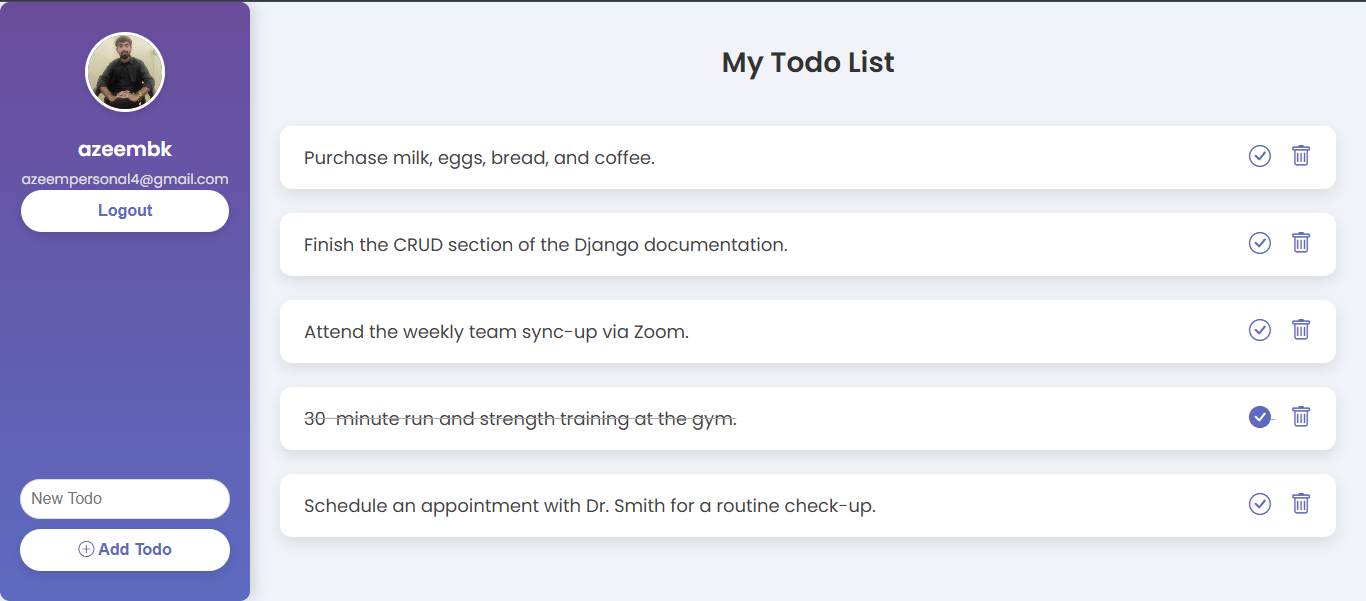 azeembk
azeempersonal4@gmail.com
Logout
New Todo
Add Todo
My Todo List
Purchase milk, eggs, bread, and coffee.
Finish the CRUD section of the Django documentation.
Attend the weekly team sync-up via Zoom.
30-minute run and strength training at the gym.
Schedule an appointment with Dr. Smith for a routine check-up.